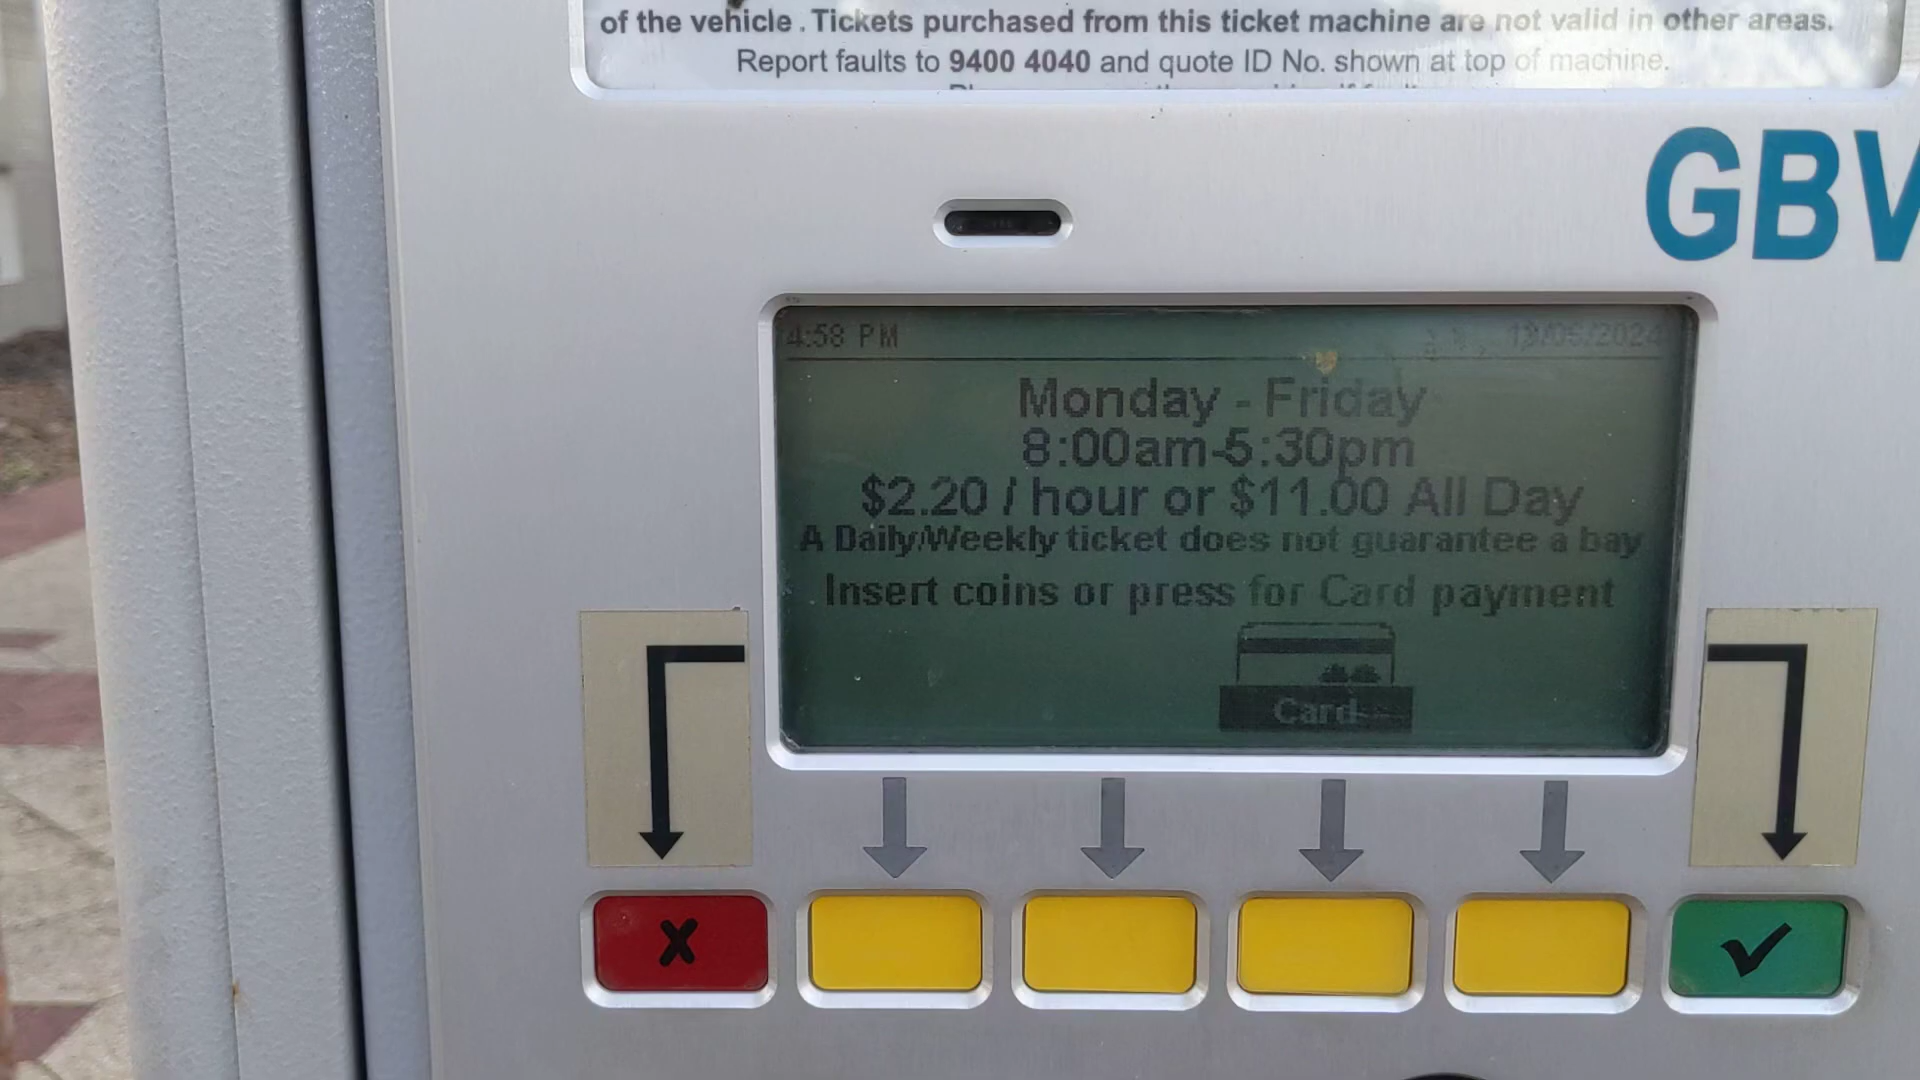 of the vehicle . Tickets purchased from this ticket machine are not valid in other areas.
Report faults to 9400 4040 and quote ID No. shown at top of machine.
GBV
4:58 PM
Monday - Friday
8:00am-5:30pm
$2.20 / hour or $11.00 All Day
A Daily/Weekly ticket does not guarantee a bay
Insert coins or press for Card payment
Card
X